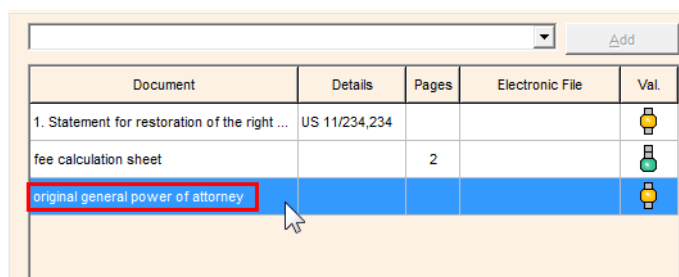 Add
Document Details Pages Electronic File Val.
1. Statement for restoration of the right ... US 11/234,234
fee calculation sheet 2
original general power of attorney